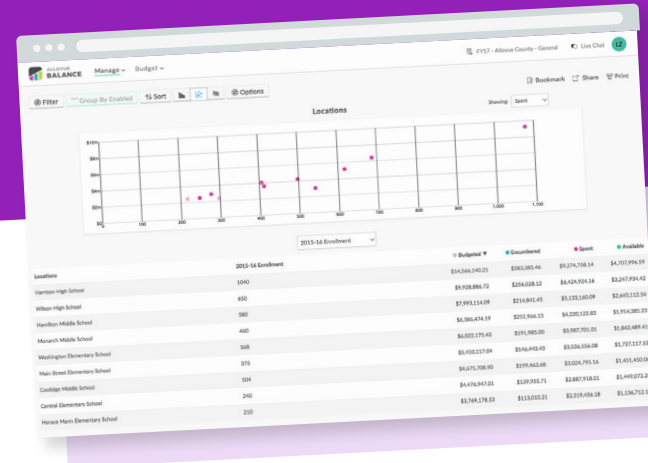 FY17 - Allovue County - General Live Chat LZ
ALLOVUE
BALANCE Manage Budget
Bookmark Share Print
Filter Group By Enabled Sort Options
Locations
Showing: Spent
$10m
$8m
$6m
$4m
$2m
$0
0 100 200 300 400 500 600 700 800 900 1,000 1,100
2015-16 Enrollment
Locations 2015-16 Enrollment Budgeted Encumbered Spent Available
Harrison High School 1040 $14,566,140.21 $583,385.46 $9,274,758.14 $4,707,996.59
Wilson High School 650 $9,928,886.72 $256,028.12 $6,424,924.16 $3,247,934.42
Hamilton Middle School 580 $7,993,114.09 $214,841.45 $5,133,160.09 $2,645,112.54
Monarch Middle School 460 $6,386,474.19 $251,966.13 $4,220,122.83 $1,914,385.23
Washington Elementary School 368 $6,022,175.43 $191,985.00 $3,987,701.01 $1,842,489.41
Main Street Elementary School 375 $5,410,117.04 $146,443.43 $3,536,556.08 $1,727,117.53
Coolidge Middle School 504 $4,675,708.90 $199,463.68 $3,024,795.16 $1,451,450.06
Central Elementary School 240 $4,476,947.01 $139,955.71 $2,887,918.01 $1,449,073.2
Horace Mann Elementary School 210 $3,769,178.53 $113,010.21 $2,519,456.18 $1,136,712.1